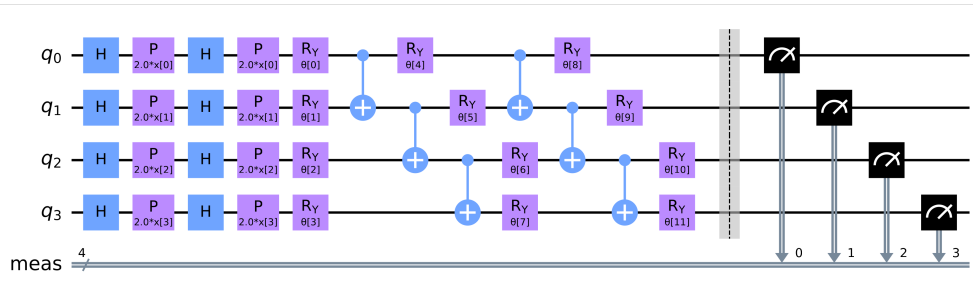 q0 H P 2.0*x[0] H P 2.0*x[0] RY θ[0] RY θ[4] RY θ[8]
q1 H P 2.0*x[1] H P 2.0*x[1] RY θ[1] RY θ[5] RY θ[9]
q2 H P 2.0*x[2] H P 2.0*x[2] RY θ[2] RY θ[6] RY θ[10]
q3 H P 2.0*x[3] H P 2.0*x[3] RY θ[3] RY θ[7] RY θ[11]
meas 4 0 1 2 3